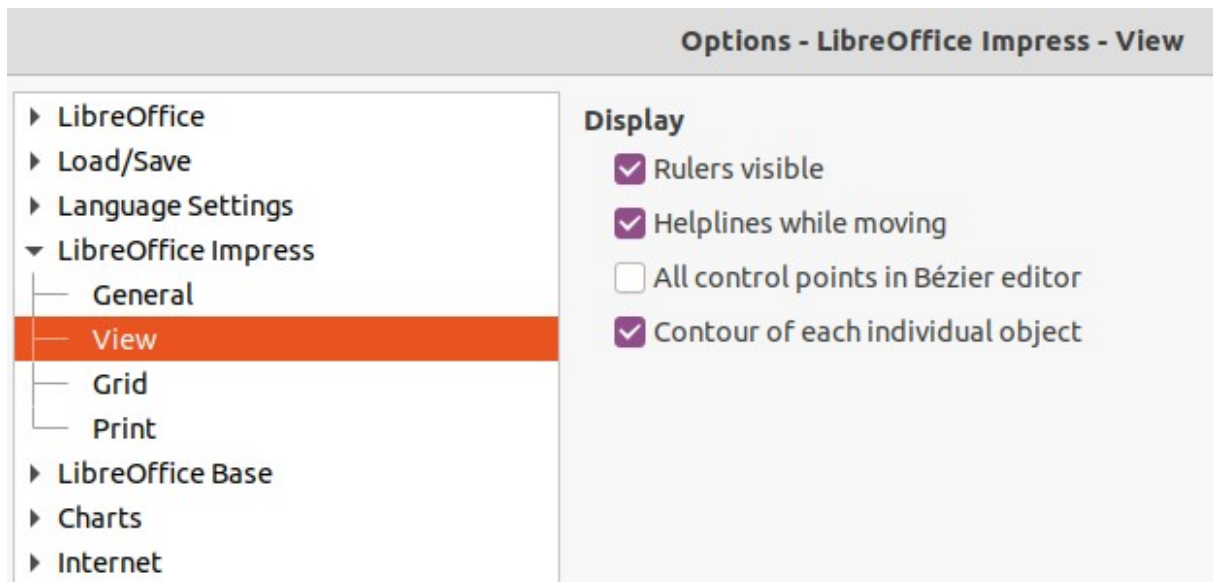 Options - LibreOffice Impress - View
LibreOffice
Load/Save
Language Settings
LibreOffice Impress
General
View
Grid
Print
LibreOffice Base
Charts
Internet
Display
Rulers visible
Helplines while moving
All control points in Bézier editor
Contour of each individual object